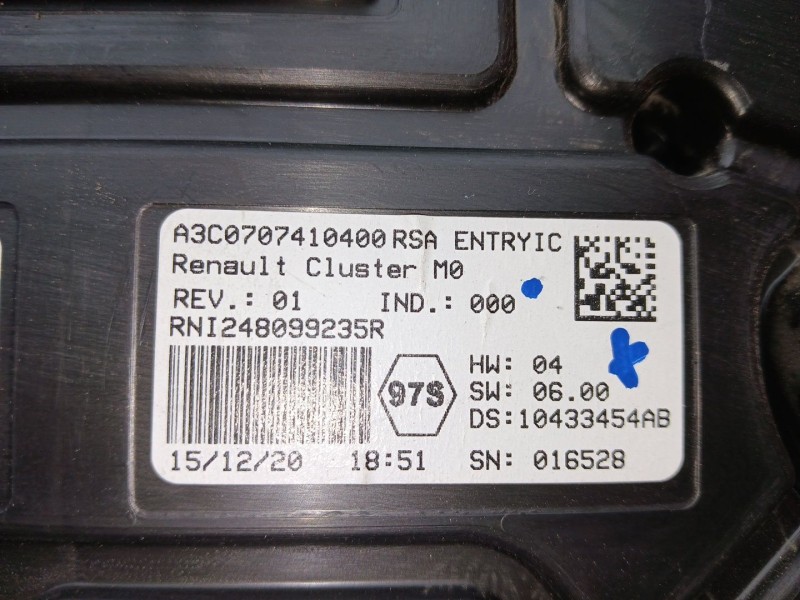 A3C0707410400 RSA ENTRYIC
Renault Cluster M0
REV.: 01 IND.: 000
RNI248099235R
97S
HW: 04
SW: 06.00
DS:10433454AB
15/12/20 18:51 SN: 016528